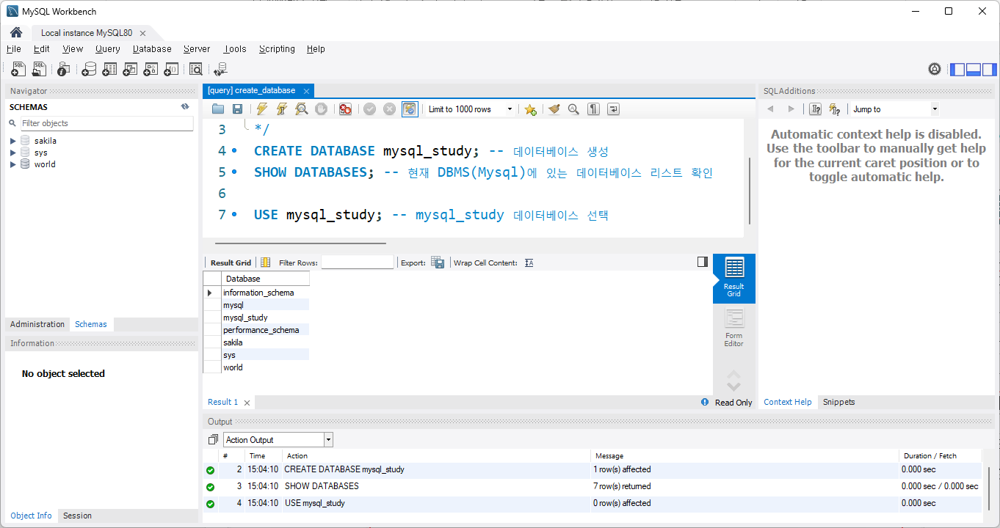 MySQL Workbench
Local instance MySQL80
File Edit View Query Database Server Tools Scripting Help
Navigator
SCHEMAS
Filter objects
sakila
sys
world
Administration Schemas
Information
No object selected
Object Info Session
[query] create_database
Limit to 1000 rows
3 */
4 CREATE DATABASE mysql_study; -- 데이터베이스 생성
5 SHOW DATABASES; -- 현재 DBMS(Mysql)에 있는 데이터베이스 리스트 확인
6
7 USE mysql_study; -- mysql_study 데이터베이스 선택
Result Grid Filter Rows: Export: Wrap Cell Content:
Database
information_schema
mysql
mysql_study
performance_schema
sakila
sys
world
Result
Grid
Form
Editor
Result 1 Read Only
SQLAdditions
Jump to
Automatic context help is disabled.
Use the toolbar to manually get help
for the current caret position or to
toggle automatic help.
Context Help Snippets
Output
Action Output
# Time Action Message Duration / Fetch
2 15:04:10 CREATE DATABASE mysql_study 1 row(s) affected 0.000 sec
3 15:04:10 SHOW DATABASES 7 row(s) returned 0.000 sec / 0.000 sec
4 15:04:10 USE mysql_study 0 row(s) affected 0.000 sec